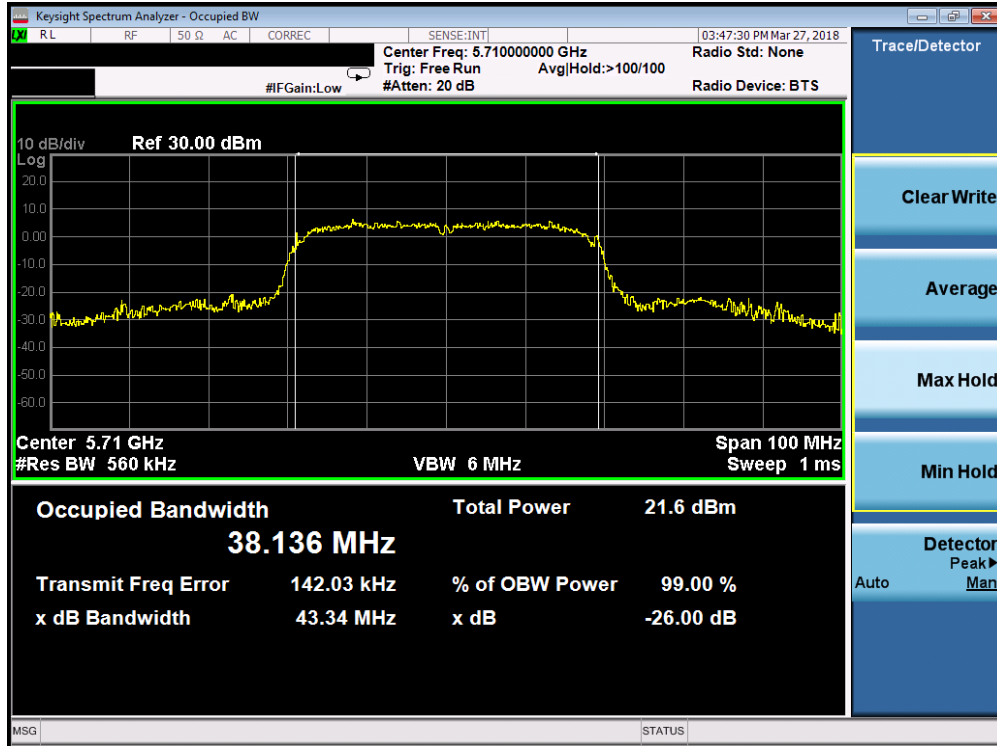 Keysight Spectrum Analyzer - Occupied BW
LXI RL RF 50 Ω AC CORREC SENSE:INT 03:47:30 PM Mar 27, 2018
Center Freq: 5.710000000 GHz Radio Std: None
Trig: Free Run Avg|Hold:>100/100
#IFGain:Low #Atten: 20 dB Radio Device: BTS
10 dB/div Ref 30.00 dBm
Log
20.0
10.0
0.00
-10.0
-20.0
-30.0
-40.0
-50.0
-60.0
Center 5.71 GHz Span 100 MHz
#Res BW 560 kHz VBW 6 MHz Sweep 1 ms
Occupied Bandwidth Total Power 21.6 dBm
38.136 MHz
Transmit Freq Error 142.03 kHz % of OBW Power 99.00 %
x dB Bandwidth 43.34 MHz x dB -26.00 dB
MSG STATUS
Trace/Detector
Clear Write
Average
Max Hold
Min Hold
Detector
Peak▶
Auto Man